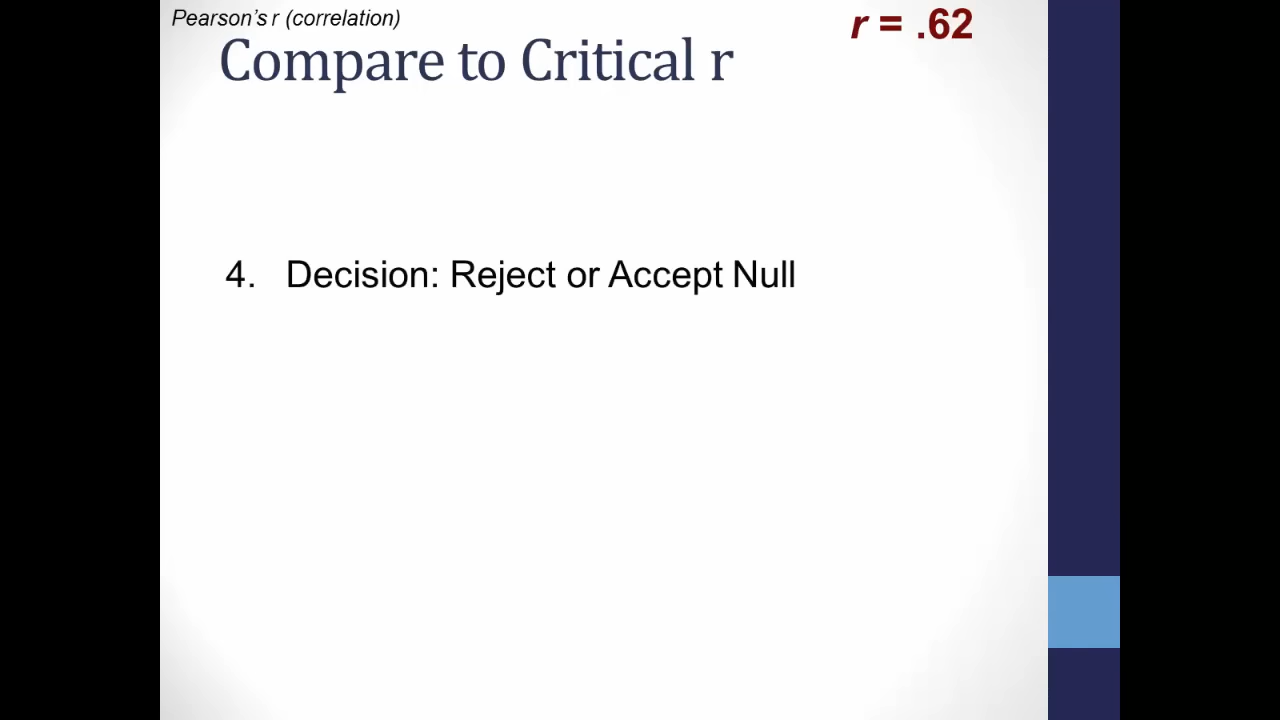 Pearson's r (correlation)
r = .62
Compare to Critical r
4. Decision: Reject or Accept Null